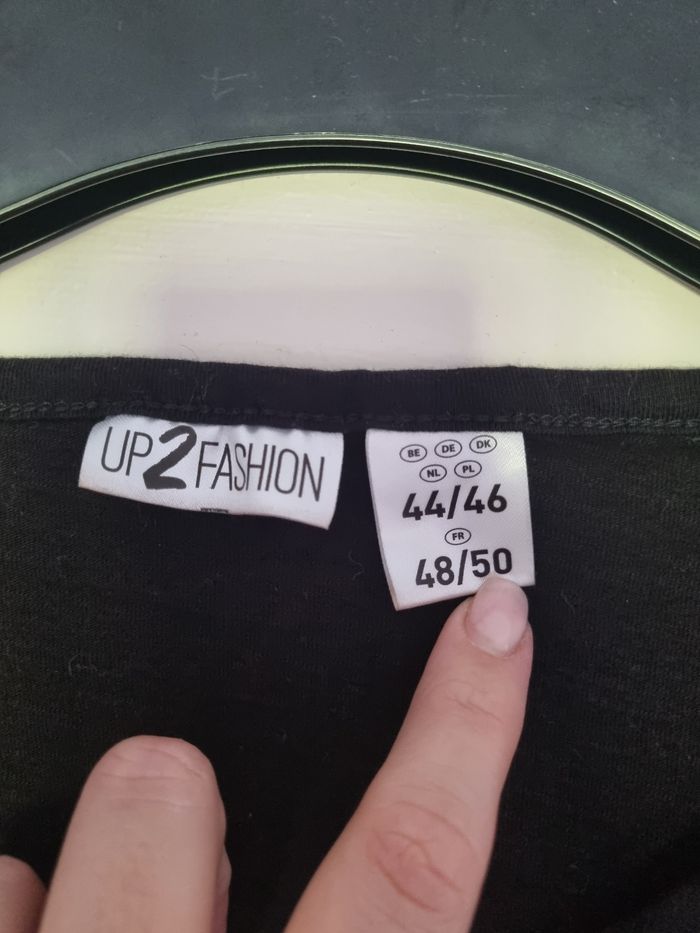 UP2FASHION
BE DE DK
NL PL
44/46
FR
48/50